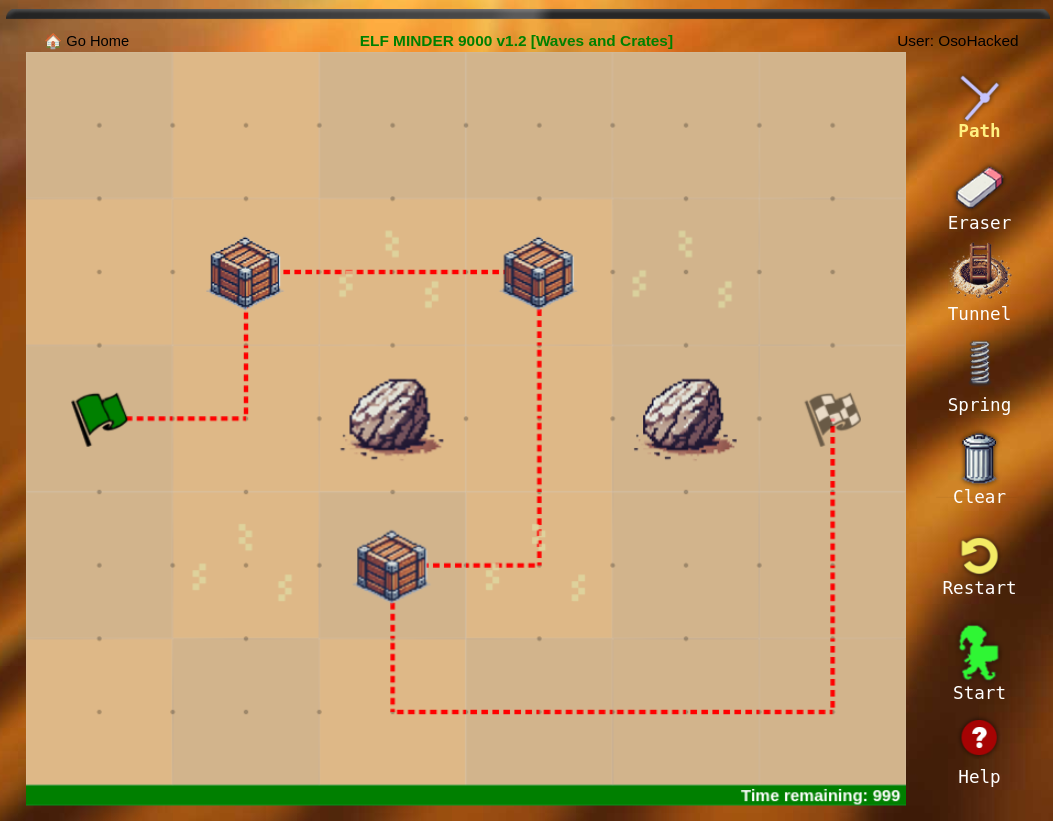 Go Home
ELF MINDER 9000 v1.2 [Waves and Crates]
User: OsoHacked
Path
Eraser
Tunnel
Spring
Clear
Restart
Start
?
Help
Time remaining: 999